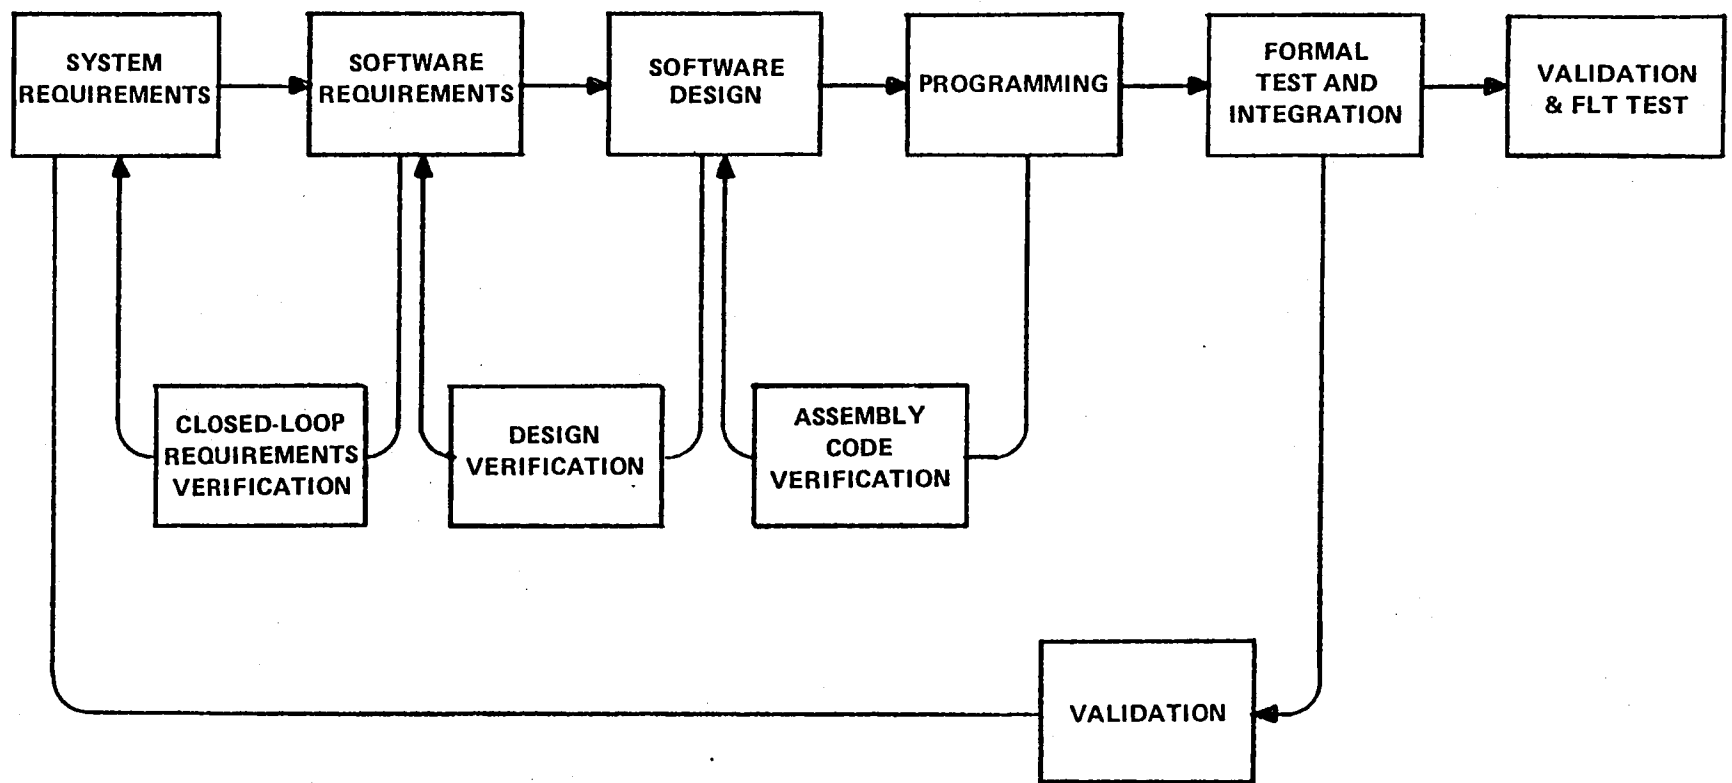 SYSTEM
REQUIREMENTS
SOFTWARE
REQUIREMENTS
SOFTWARE
DESIGN
PROGRAMMING
FORMAL
TEST AND
INTEGRATION
VALIDATION
& FLT TEST
CLOSED-LOOP
REQUIREMENTS
VERIFICATION
DESIGN
VERIFICATION
ASSEMBLY
CODE
VERIFICATION
VALIDATION